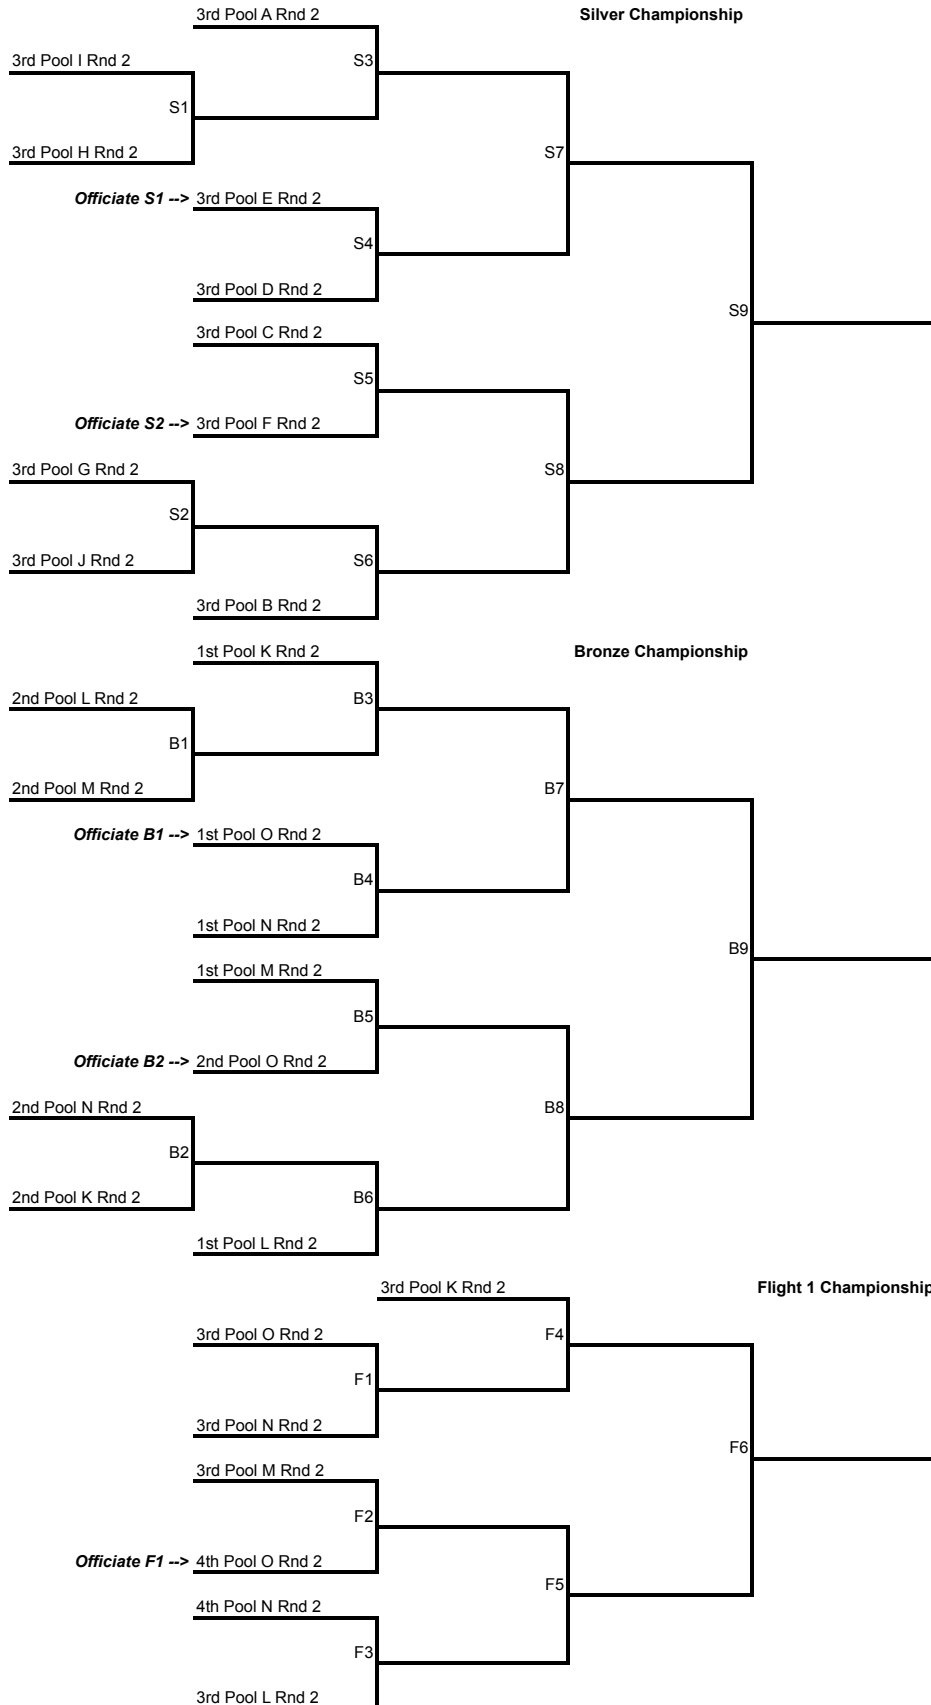 3rd Pool A Rnd 2
Silver Championship
3rd Pool I Rnd 2
S3
S1
3rd Pool H Rnd 2
S7
Officiate S1 --> 3rd Pool E Rnd 2
S4
3rd Pool D Rnd 2
S9
3rd Pool C Rnd 2
S5
Officiate S2 --> 3rd Pool F Rnd 2
3rd Pool G Rnd 2
S8
S2
3rd Pool J Rnd 2
S6
3rd Pool B Rnd 2
1st Pool K Rnd 2
Bronze Championship
2nd Pool L Rnd 2
B3
B1
2nd Pool M Rnd 2
B7
Officiate B1 --> 1st Pool O Rnd 2
B4
1st Pool N Rnd 2
B9
1st Pool M Rnd 2
B5
Officiate B2 --> 2nd Pool O Rnd 2
2nd Pool N Rnd 2
B8
B2
2nd Pool K Rnd 2
B6
1st Pool L Rnd 2
3rd Pool K Rnd 2
Flight 1 Championship
3rd Pool O Rnd 2
F4
F1
3rd Pool N Rnd 2
F6
3rd Pool M Rnd 2
F2
Officiate F1 --> 4th Pool O Rnd 2
F5
4th Pool N Rnd 2
F3
3rd Pool L Rnd 2